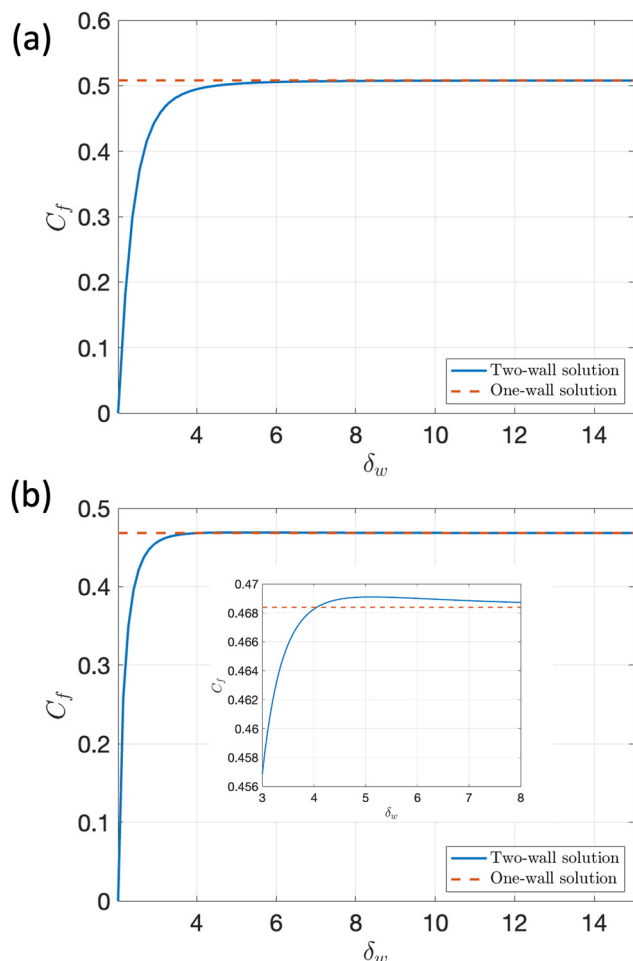 (a)
0.6
0.5
0.4
0.3
0.2
0.1
0
C_f
4 6 8 10 12 14
δ_w
Two-wall solution
One-wall solution
(b)
0.5
0.4
0.3
0.2
0.1
0
C_f
0.47
0.468
0.466
0.464
0.462
0.46
0.458
0.456
C_f
3 4 5 6 7 8
δ_w
Two-wall solution
One-wall solution
4 6 8 10 12 14
δ_w